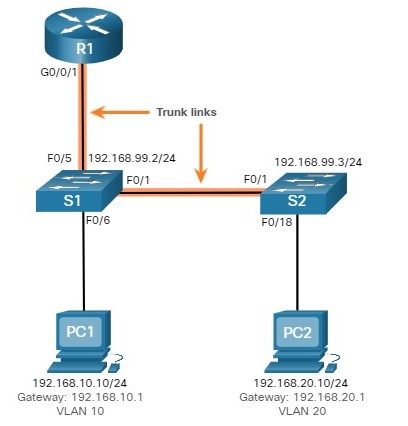 R1
G0/0/1
Trunk links
F0/5
192.168.99.2/24
192.168.99.3/24
F0/1
F0/1
S1
S2
F0/6
F0/18
PC1
PC2
192.168.10.10/24
Gateway: 192.168.10.1
VLAN 10
192.168.20.10/24
Gateway: 192.168.20.1
VLAN 20